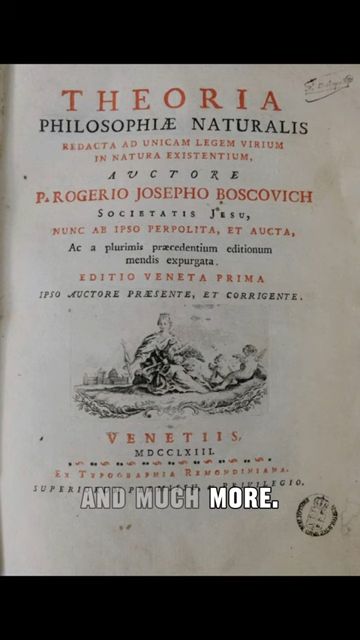 THEORIA
PHILOSOPHIÆ NATURALIS
REDACTA AD UNICAM LEGEM VIRIUM
IN NATURA EXISTENTIUM,
AUCTORE
P. ROGERIO JOSEPHO BOSCOVICH
SOCIETATIS JESU,
NUNC AB IPSO PERPOLITA, ET AUCTA,
Ac a plurimis præcedentium editionum
mendis expurgata.
EDITIO VENETA PRIMA
IPSO AUCTORE PRÆSENTE, ET CORRIGENTE.
VENETIIS,
MDCCLXIII.
EX TYPOGRAPHIA REMONDINIANA.
SUPERIORUM PRIVILEGIO.
AND MUCH MORE.